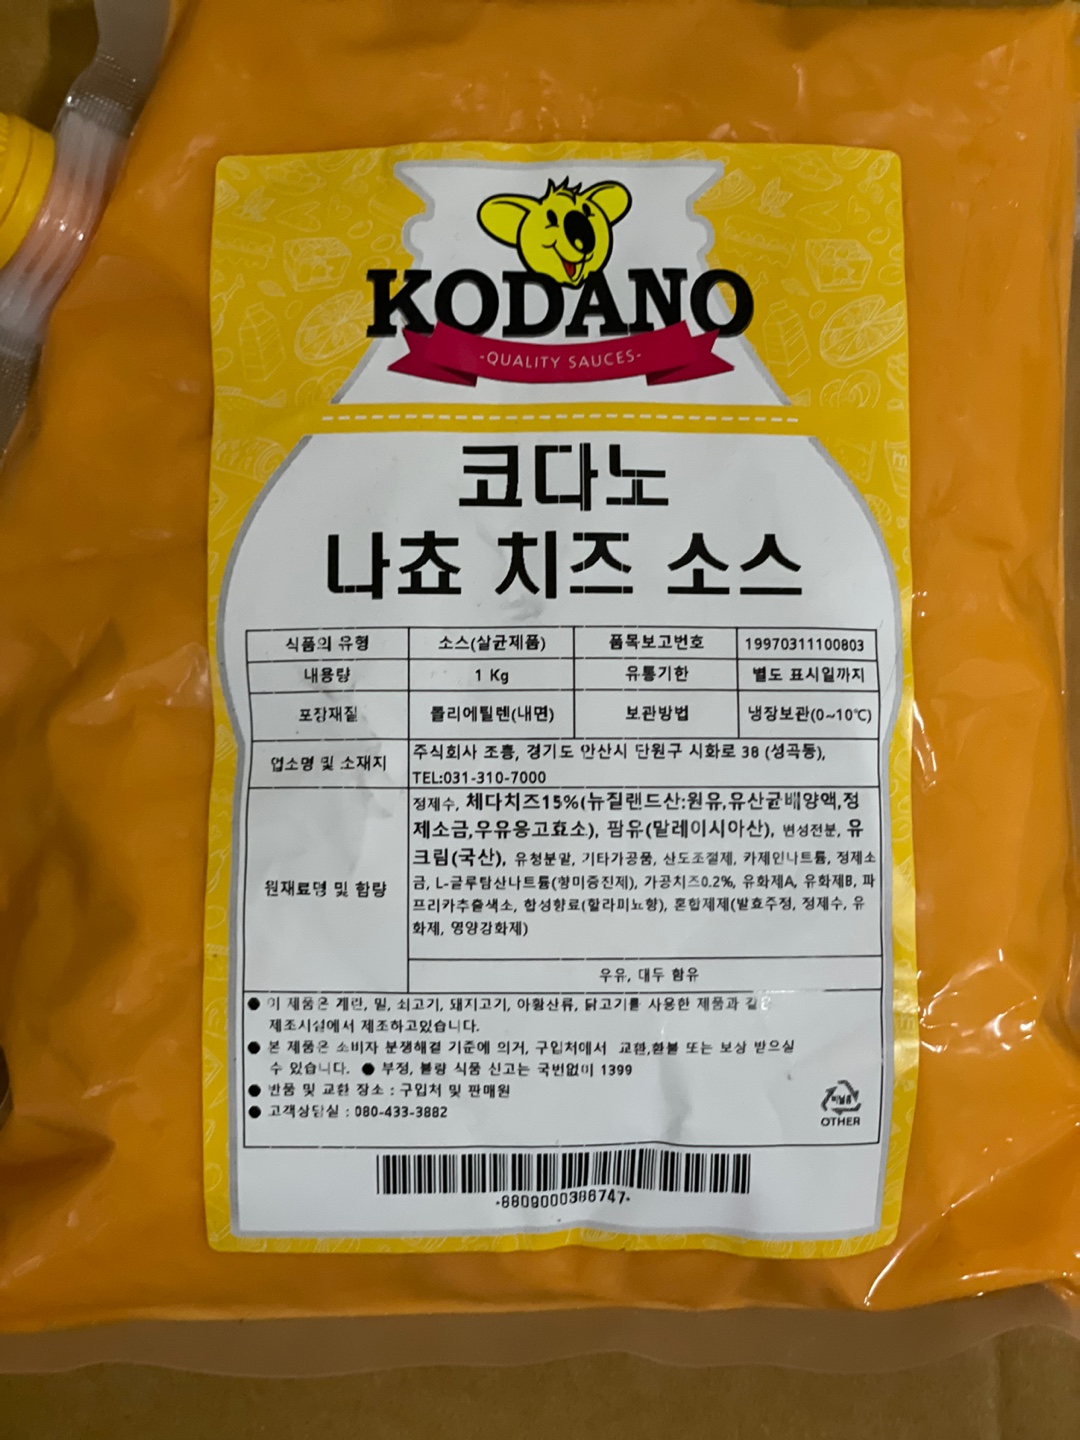 KODANO
-QUALITY SAUCES-
코다노
나쵸 치즈 소스
식품의 유형 소스(살균제품) 품목보고번호 19970311100803
내용량 1 Kg 유통기한 별도 표시일까지
포장재질 폴리에틸렌(내면) 보관방법 냉장보관(0~10℃)
업소명 및 소재지
주식회사 조흥, 경기도 안산시 단원구 시화로 38 (성곡동),
TEL:031-310-7000
원재료명 및 함량
정제수, 체다치즈15%(뉴질랜드산:원유,유산균배양액,정
제소금,우유응고효소), 팜유(말레이시아산), 변성전분, 유
크림(국산), 유청분말, 기타가공품, 산도조절제, 카제인나트륨, 정제소
금, L-글루탐산나트륨(향미증진제), 가공치즈0.2%, 유화제A, 유화제B, 파
프리카추출색소, 합성향료(할라피뇨향), 혼합제제(발효주정, 정제수, 유
화제, 영양강화제)
우유, 대두 함유
● 이 제품은 계란, 밀, 쇠고기, 돼지고기, 아황산류, 닭고기를 사용한 제품과 같은
제조시설에서 제조하고있습니다.
● 본 제품은 소비자 분쟁해결 기준에 의거, 구입처에서 교환,환불 또는 보상 받으실
수 있습니다. ● 부정, 불량 식품 신고는 국번없이 1399
● 반품 및 교환 장소 : 구입처 및 판매원
● 고객상담실 : 080-433-3882
비닐류
OTHER
-8809000386747-